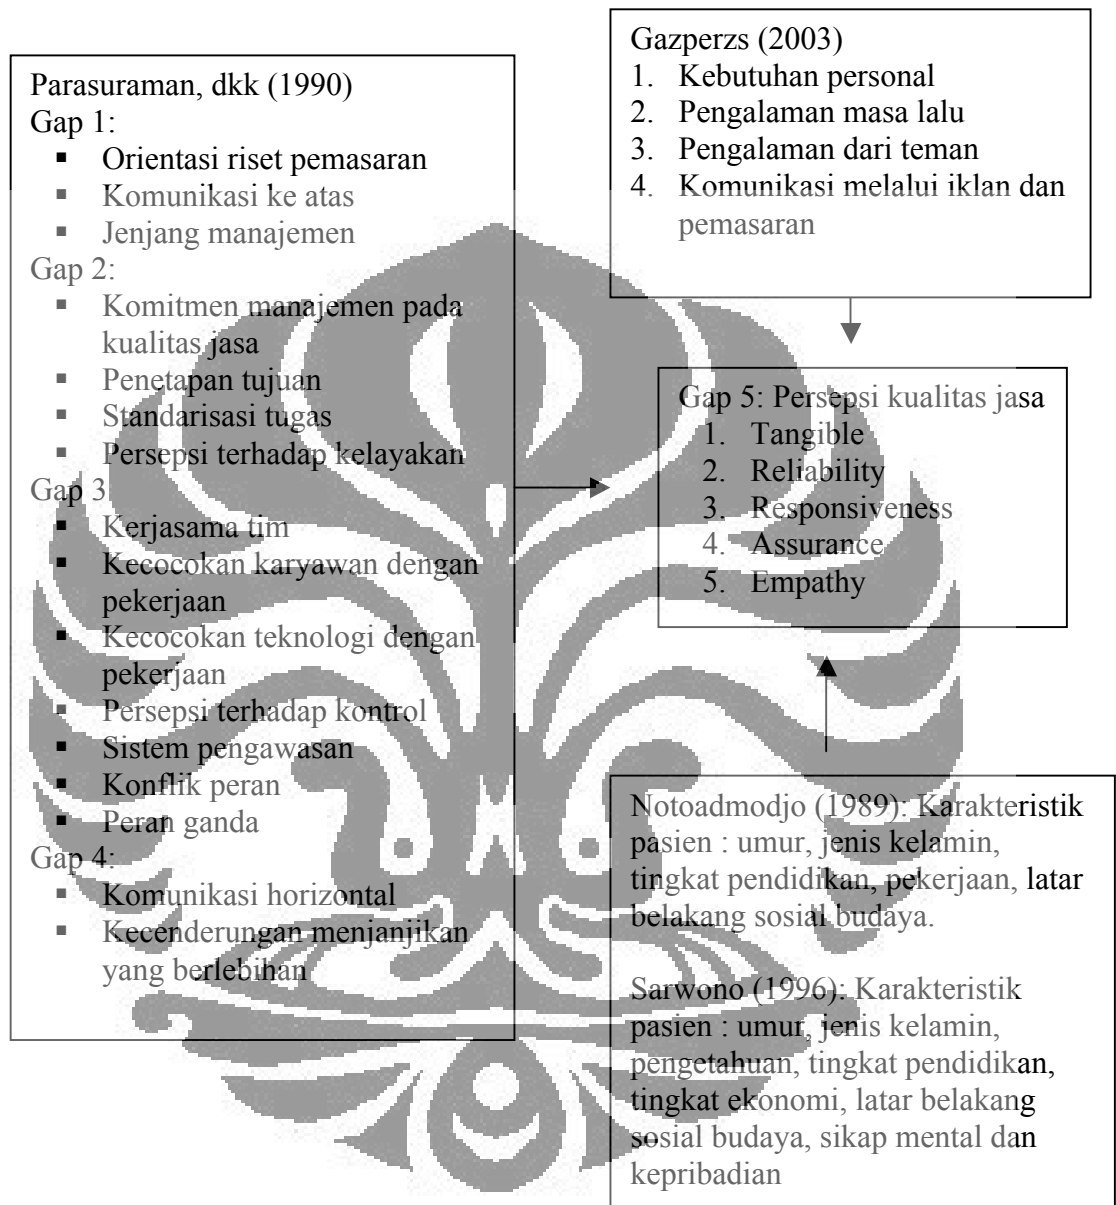 Parasuraman, dkk (1990)
Gap 1:
▪ Orientasi riset pemasaran
▪ Komunikasi ke atas
▪ Jenjang manajemen
Gap 2:
▪ Komitmen manajemen pada
kualitas jasa
▪ Penetapan tujuan
▪ Standarisasi tugas
▪ Persepsi terhadap kelayakan
Gap 3
▪ Kerjasama tim
▪ Kecocokan karyawan dengan
pekerjaan
▪ Kecocokan teknologi dengan
pekerjaan
▪ Persepsi terhadap kontrol
▪ Sistem pengawasan
▪ Konflik peran
▪ Peran ganda
Gap 4:
▪ Komunikasi horizontal
▪ Kecenderungan menjanjikan
yang berlebihan
Gazperzs (2003)
1. Kebutuhan personal
2. Pengalaman masa lalu
3. Pengalaman dari teman
4. Komunikasi melalui iklan dan
pemasaran
Gap 5: Persepsi kualitas jasa
1. Tangible
2. Reliability
3. Responsiveness
4. Assurance
5. Empathy
Notoadmodjo (1989): Karakteristik
pasien : umur, jenis kelamin,
tingkat pendidikan, pekerjaan, latar
belakang sosial budaya.
Sarwono (1996): Karakteristik
pasien : umur, jenis kelamin,
pengetahuan, tingkat pendidikan,
tingkat ekonomi, latar belakang
sosial budaya, sikap mental dan
kepribadian